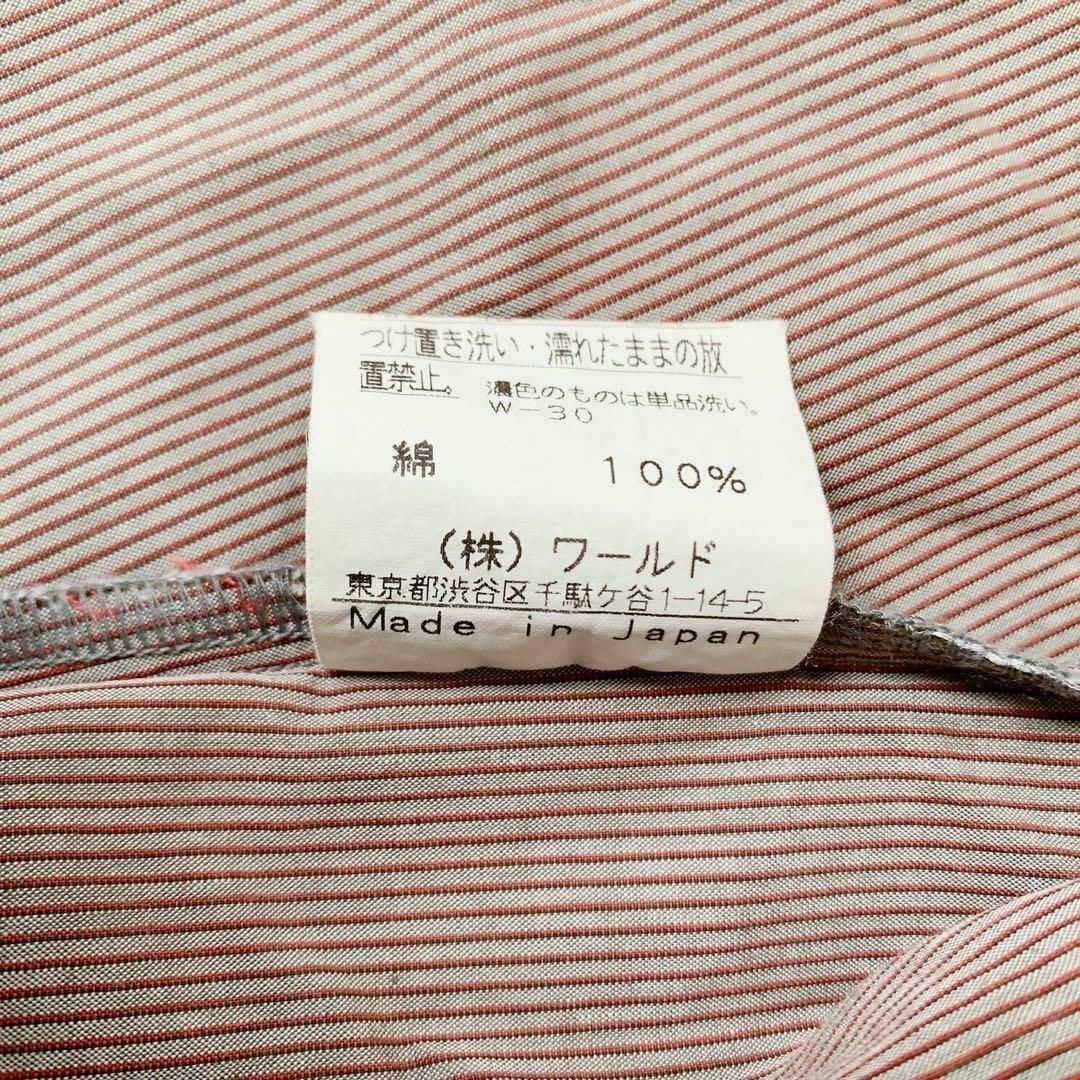 つけ置き洗い・濡れたままの放
置禁止。 濃色のものは単品洗い。
W-30
綿 100%
(株)ワールド
東京都渋谷区千駄ケ谷1-14-5
Made in Japan